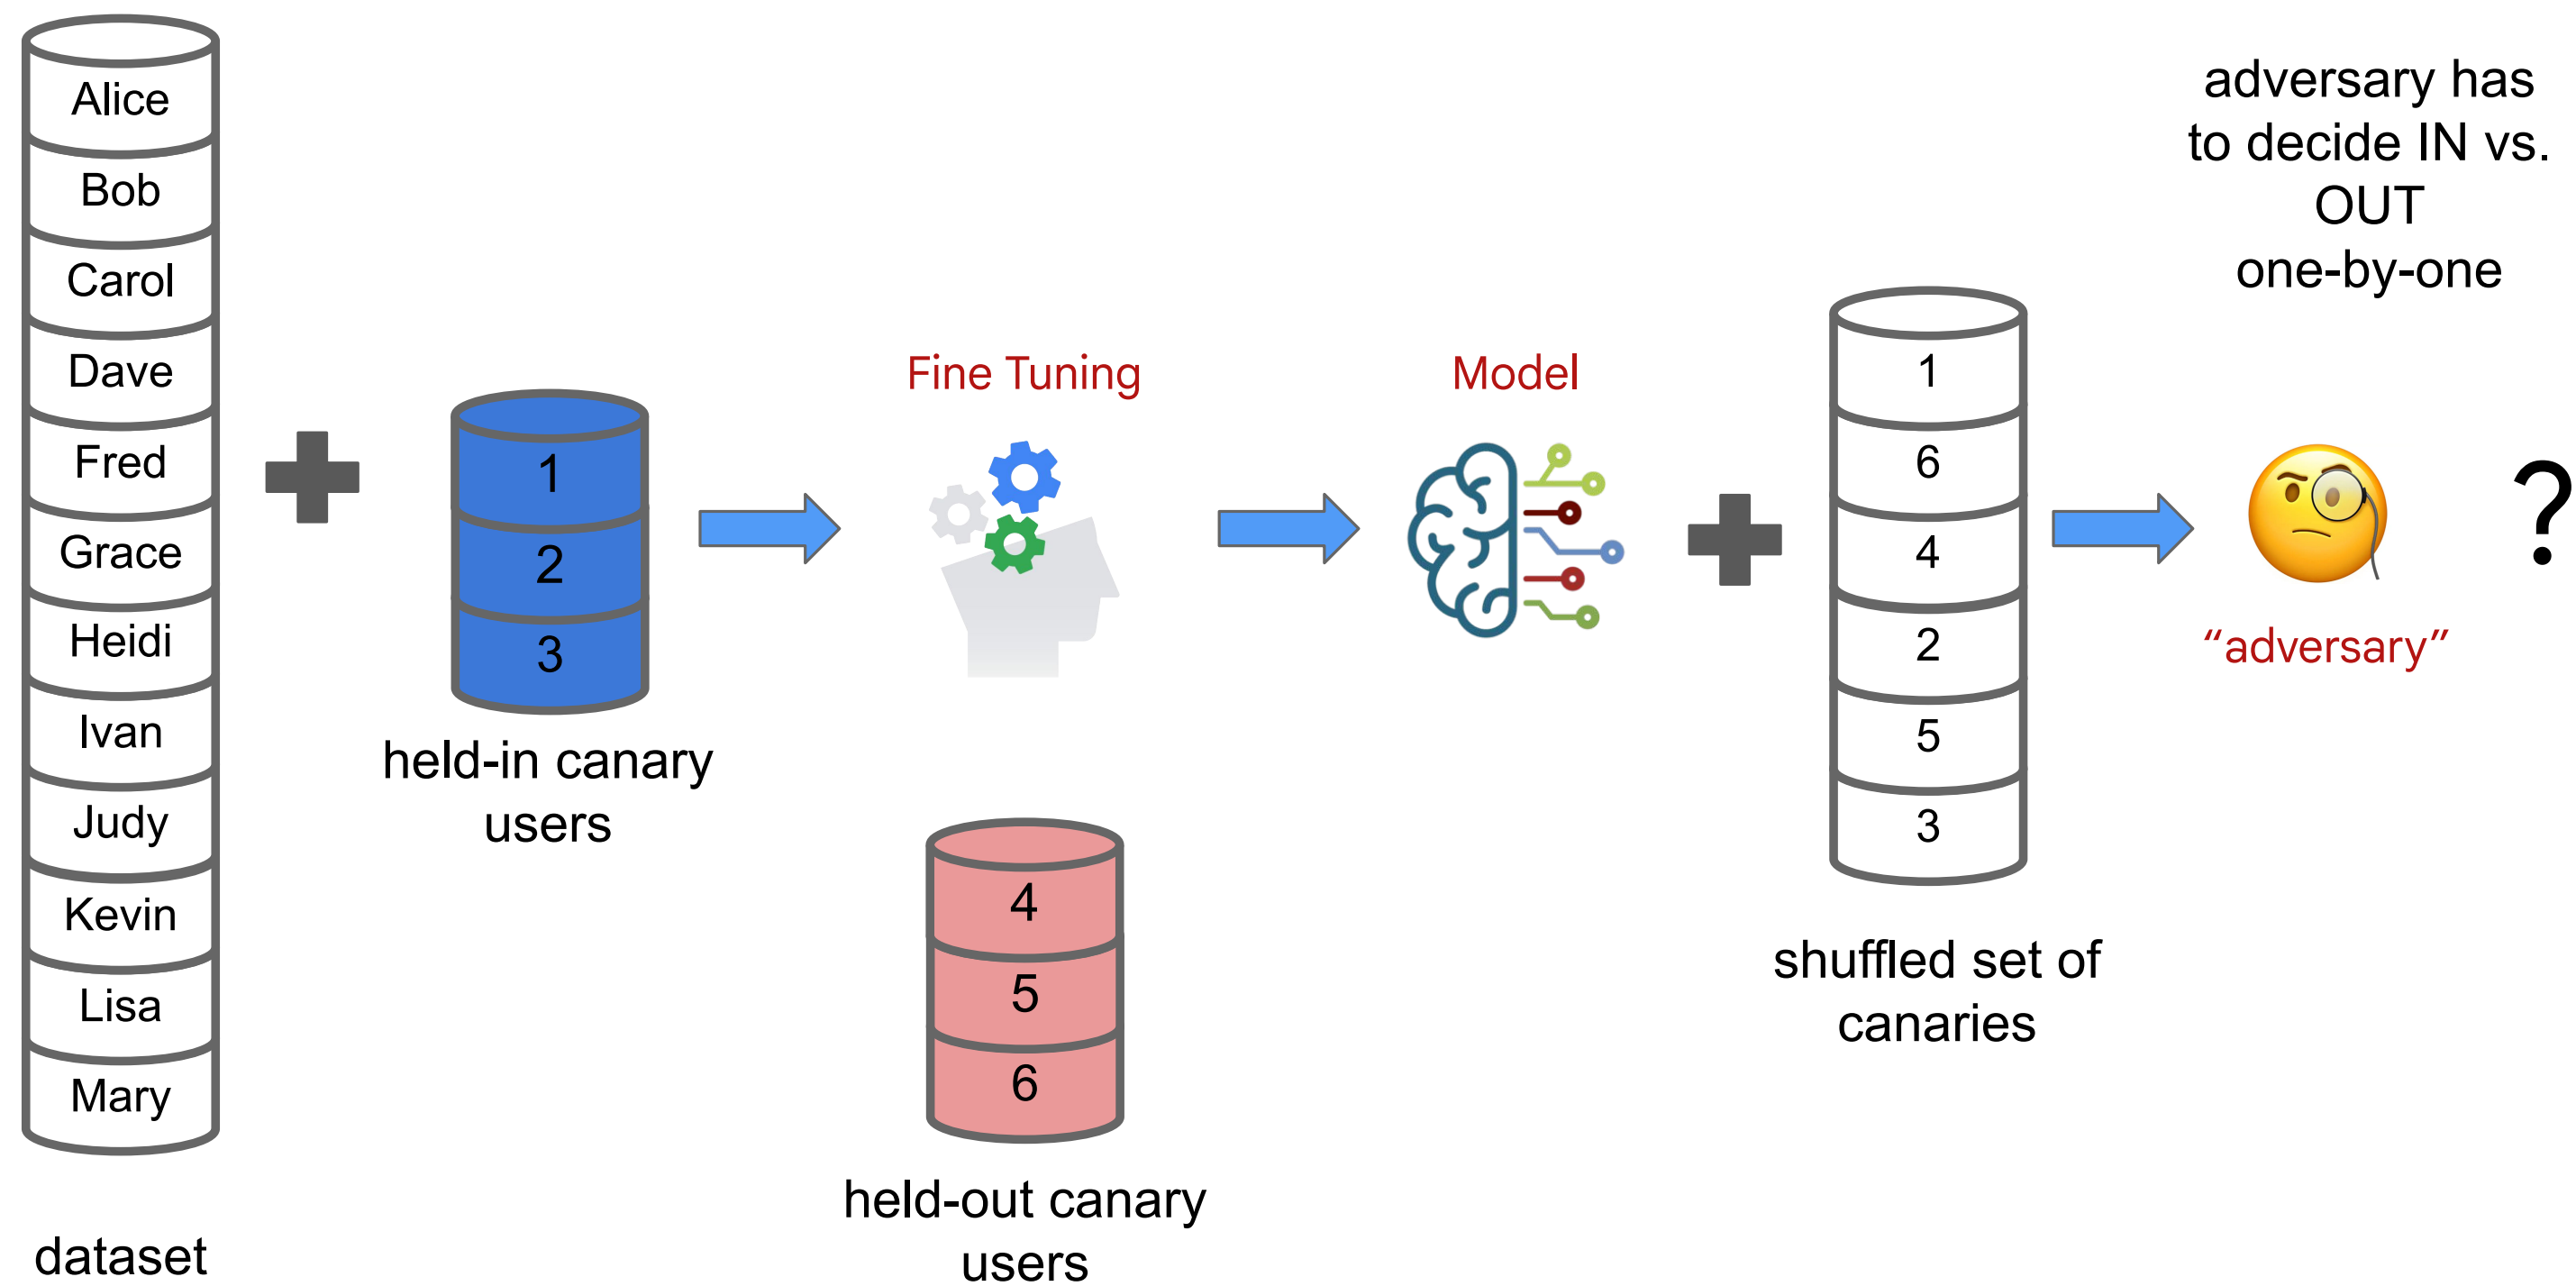 Alice
Bob
Carol
Dave
Fred
Grace
Heidi
Ivan
Judy
Kevin
Lisa
Mary
dataset
1
2
3
held-in canary
users
Fine Tuning
4
5
6
held-out canary
users
Model
1
6
4
2
5
3
shuffled set of
canaries
adversary has
to decide IN vs.
OUT
one-by-one
?
“adversary”